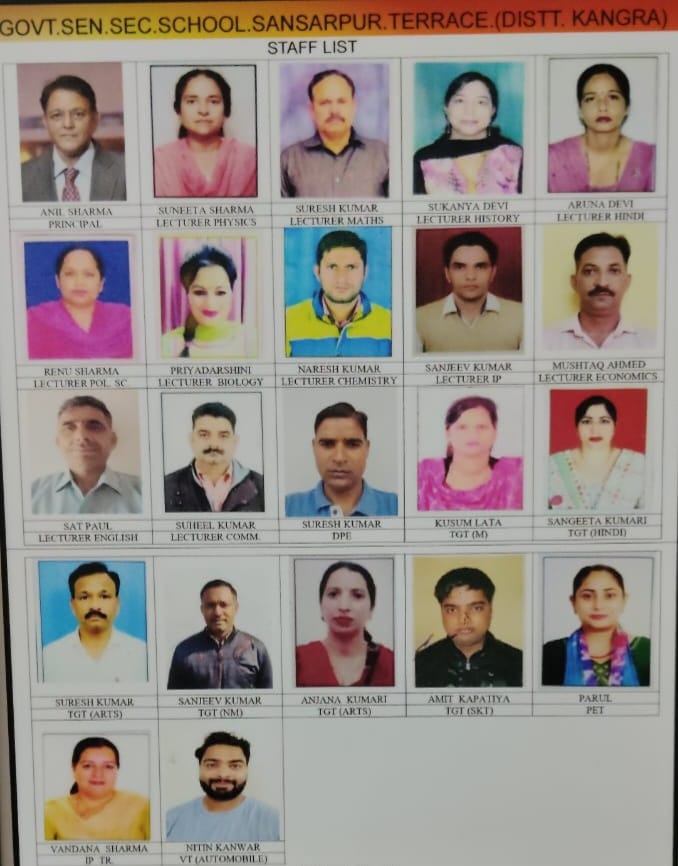 GOVT.SEN.SEC.SCHOOL.SANSARPUR.TERRACE.(DISTT. KANGRA)
STAFF LIST
ANIL SHARMA
PRINCIPAL
SUNEETA SHARMA
LECTURER PHYSICS
SURESH KUMAR
LECTURER MATHS
SUKANYA DEVI
LECTURER HISTORY
ARUNA DEVI
LECTURER HINDI
RENU SHARMA
LECTURER POL. SC.
PRIYADARSHINI
LECTURER BIOLOGY
NARESH KUMAR
LECTURER CHEMISTRY
SANJEEV KUMAR
LECTURER IP
MUSHTAQ AHMED
LECTURER ECONOMICS
SAT PAUL
LECTURER ENGLISH
SUHEEL KUMAR
LECTURER COMM.
SURESH KUMAR
DPE
KUSUM LATA
TGT (M)
SANGEETA KUMARI
TGT (HINDI)
SURESH KUMAR
TGT (ARTS)
SANJEEV KUMAR
TGT (NM)
ANJANA KUMARI
TGT (ARTS)
AMIT KAPATIYA
TGT (SKT)
PARUL
PET
VANDANA SHARMA
IP TR.
NITIN KANWAR
VT (AUTOMOBILE)